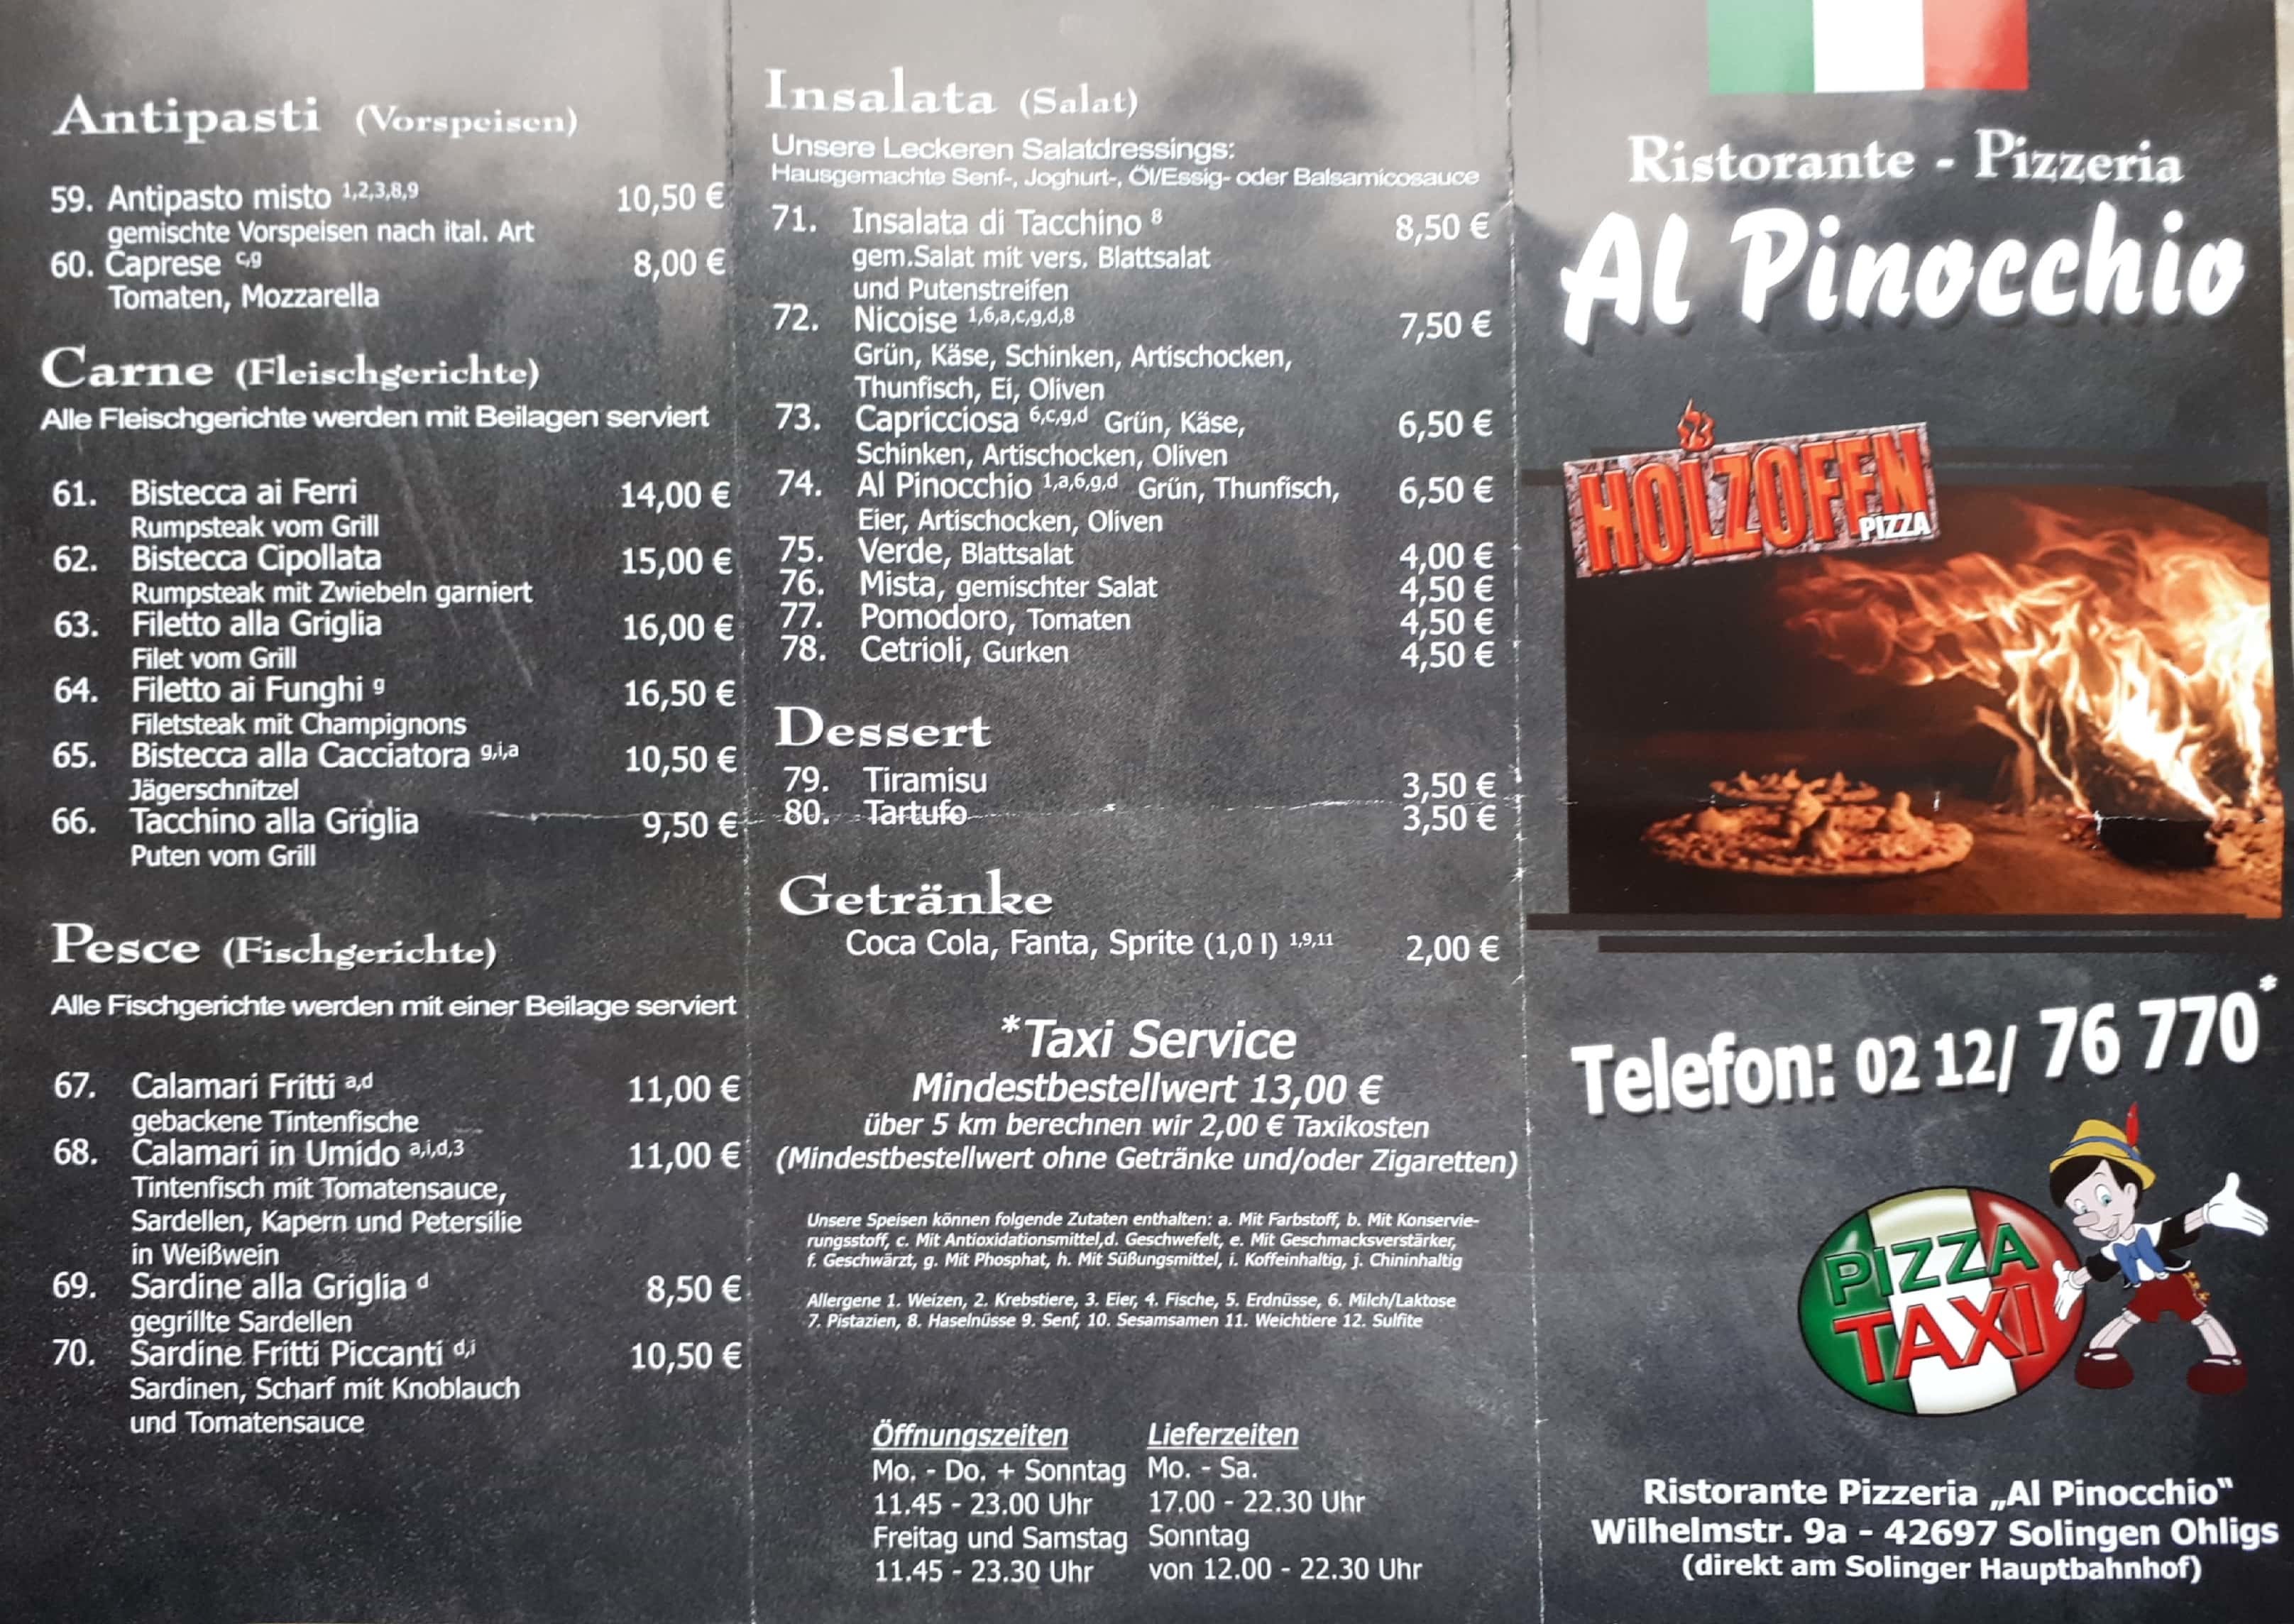 Antipasti (Vorspeisen)
59. Antipasto misto 1,2,3,8,9 10,50 €
gemischte Vorspeisen nach ital. Art
60. Caprese c,g 8,00 €
Tomaten, Mozzarella
Carne (Fleischgerichte)
Alle Fleischgerichte werden mit Beilagen serviert
61. Bistecca ai Ferri 14,00 €
Rumpsteak vom Grill
62. Bistecca Cipollata 15,00 €
Rumpsteak mit Zwiebeln garniert
63. Filetto alla Griglia 16,00 €
Filet vom Grill
64. Filetto ai Funghi g 16,50 €
Filetsteak mit Champignons
65. Bistecca alla Cacciatora g,i,a 10,50 €
Jägerschnitzel
66. Tacchino alla Griglia 9,50 €
Puten vom Grill
Pesce (Fischgerichte)
Alle Fischgerichte werden mit einer Beilage serviert
67. Calamari Fritti a,d 11,00 €
gebackene Tintenfische
68. Calamari in Umido a,i,d,3 11,00 €
Tintenfisch mit Tomatensauce,
Sardellen, Kapern und Petersilie
in Weißwein
69. Sardine alla Griglia d 8,50 €
gegrillte Sardellen
70. Sardine Fritti Piccanti d,i 10,50 €
Sardinen, Scharf mit Knoblauch
und Tomatensauce
Insalata (Salat)
Unsere Leckeren Salatdressings:
Hausgemachte Senf-, Joghurt-, Öl/Essig- oder Balsamicosauce
71. Insalata di Tacchino 8 8,50 €
gem.Salat mit vers. Blattsalat
und Putenstreifen
72. Nicoise 1,6,a,c,g,d,8 7,50 €
Grün, Käse, Schinken, Artischocken,
Thunfisch, Ei, Oliven
73. Capricciosa 6,c,g,d Grün, Käse, 6,50 €
Schinken, Artischocken, Oliven
74. Al Pinocchio 1,a,6,g,d Grün, Thunfisch, 6,50 €
Eier, Artischocken, Oliven
75. Verde, Blattsalat 4,00 €
76. Mista, gemischter Salat 4,50 €
77. Pomodoro, Tomaten 4,50 €
78. Cetrioli, Gurken 4,50 €
Dessert
79. Tiramisu 3,50 €
80. Tartufo 3,50 €
Getränke
Coca Cola, Fanta, Sprite (1,0 l) 1,9,11 2,00 €
*Taxi Service
Mindestbestellwert 13,00 €
über 5 km berechnen wir 2,00 € Taxikosten
(Mindestbestellwert ohne Getränke und/oder Zigaretten)
Unsere Speisen können folgende Zutaten enthalten: a. Mit Farbstoff, b. Mit Konservie-
rungsstoff, c. Mit Antioxidationsmittel,d. Geschwefelt, e. Mit Geschmacksverstärker,
f. Geschwärzt, g. Mit Phosphat, h. Mit Süßungsmittel, i. Koffeinhaltig, j. Chininhaltig
Allergene 1. Weizen, 2. Krebstiere, 3. Eier, 4. Fische, 5. Erdnüsse, 6. Milch/Laktose
7. Pistazien, 8. Haselnüsse 9. Senf, 10. Sesamsamen 11. Weichtiere 12. Sulfite
Öffnungszeiten
Mo. - Do. + Sonntag
11.45 - 23.00 Uhr
Freitag und Samstag
11.45 - 23.30 Uhr
Lieferzeiten
Mo. - Sa.
17.00 - 22.30 Uhr
Sonntag
von 12.00 - 22.30 Uhr
Ristorante - Pizzeria
Al Pinocchio
HOLZOFEN
PIZZA
Telefon: 02 12/ 76 770*
PIZZA
TAXI
Ristorante Pizzeria „Al Pinocchio"
Wilhelmstr. 9a - 42697 Solingen Ohligs
(direkt am Solinger Hauptbahnhof)